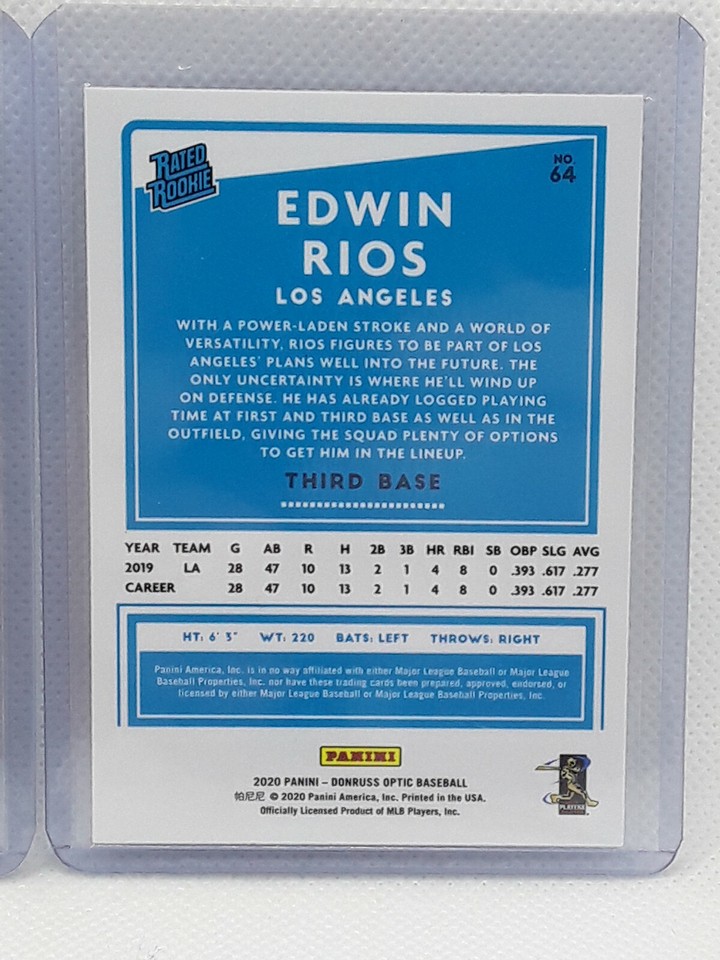 RATED
ROOKIE
NO.
64
EDWIN
RIOS
LOS ANGELES
WITH A POWER-LADEN STROKE AND A WORLD OF
VERSATILITY, RIOS FIGURES TO BE PART OF LOS
ANGELES' PLANS WELL INTO THE FUTURE. THE
ONLY UNCERTAINTY IS WHERE HE'LL WIND UP
ON DEFENSE. HE HAS ALREADY LOGGED PLAYING
TIME AT FIRST AND THIRD BASE AS WELL AS IN THE
OUTFIELD, GIVING THE SQUAD PLENTY OF OPTIONS
TO GET HIM IN THE LINEUP.
THIRD BASE
YEAR TEAM G AB R H 2B 3B HR RBI SB OBP SLG AVG
2019 LA 28 47 10 13 2 1 4 8 0 .393 .617 .277
CAREER 28 47 10 13 2 1 4 8 0 .393 .617 .277
HT: 6' 3" WT: 220 BATS: LEFT THROWS: RIGHT
Panini America, Inc. is in no way affiliated with either Major League Baseball or Major League
Baseball Properties, Inc. nor have these trading cards been prepared, approved, endorsed, or
licensed by either Major League Baseball or Major League Baseball Properties, Inc.
PANINI
2020 PANINI – DONRUSS OPTIC BASEBALL
帕尼尼 © 2020 Panini America, Inc. Printed in the USA.
Officially Licensed Product of MLB Players, Inc.
PLAYERS